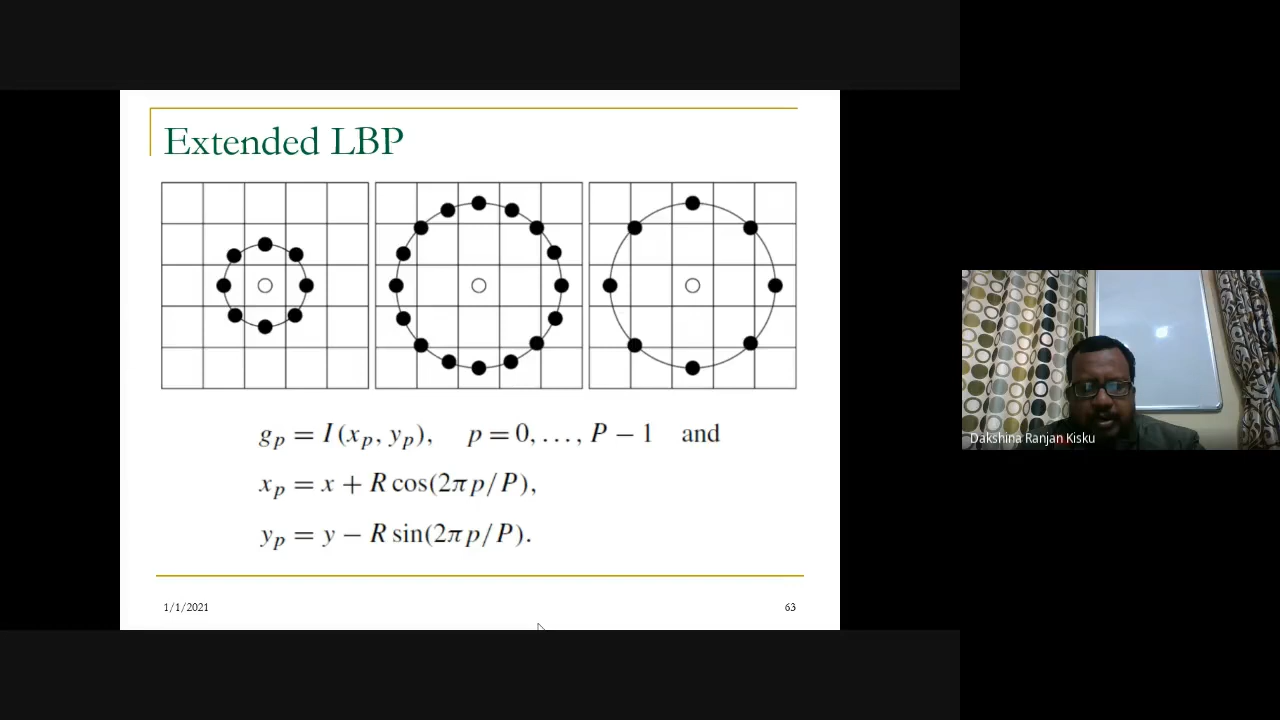 Extended LBP
g_p = I(x_p, y_p), p = 0, ..., P − 1 and
x_p = x + R cos(2πp/P),
y_p = y − R sin(2πp/P).
1/1/2021
63
Dakshina Ranjan Kisku